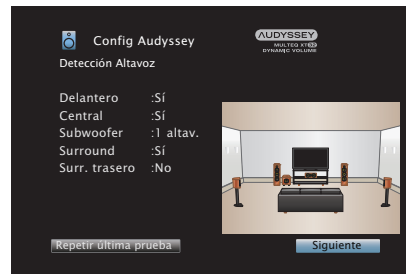 Config Audyssey
AUDYSSEY
MULTEQ XT32
DYNAMIC VOLUME
Detección Altavoz
Delantero :Sí
Central :Sí
Subwoofer :1 altav.
Surround :Sí
Surr. trasero :No
Repetir última prueba
Siguiente